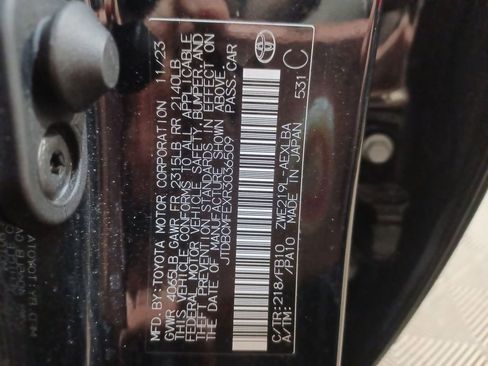 MFD.BY:TOYOTA MOTOR CORPORATION 11/23
GVWR 4065LB GAWR FR 2315LB RR 2140LB
THIS VEHICLE CONFORMS TO ALL APPLICABLE
FEDERAL MOTOR VEHICLE SAFETY, BUMPER, AND
THEFT PREVENTION STANDARDS IN EFFECT ON
THE DATE OF MANUFACTURE SHOWN ABOVE.
JTDBCMFEXR3036509 PASS.CAR
C/TR:218/FB10 ZWE219L-AEXLBA
A/TM: /PA10 MADE IN JAPAN
531 C